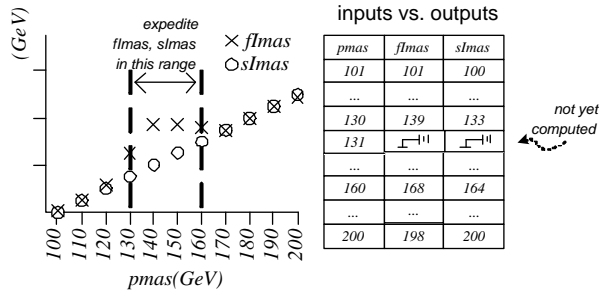 (GeV)
expedite
fImas, sImas
in this range
fImas
sImas
100 110 120 130 140 150 160 170 180 190 200
pmas(GeV)
inputs vs. outputs
pmas fImas sImas
101 101 100
... ... ...
130 139 133
131
160 168 164
... ... ...
200 198 200
not yet
computed